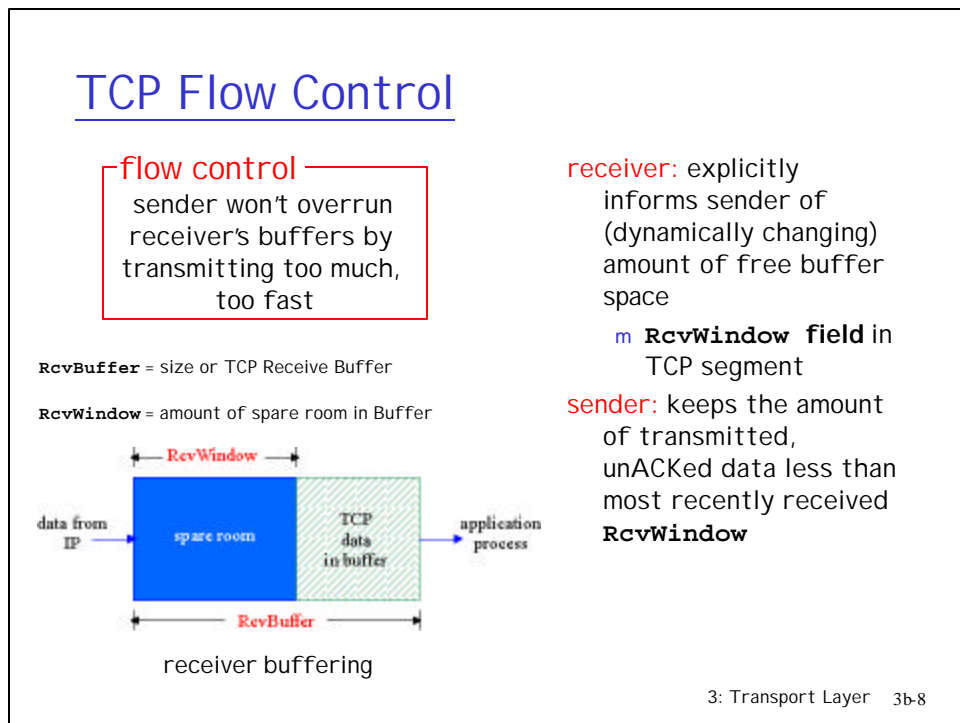 TCP Flow Control
flow control
sender won't overrun
receiver's buffers by
transmitting too much,
too fast
RcvBuffer = size or TCP Receive Buffer
RcvWindow = amount of spare room in Buffer
RcvWindow
data from
IP
spare room
TCP
data
in buffer
application
process
RcvBuffer
receiver buffering
receiver: explicitly
informs sender of
(dynamically changing)
amount of free buffer
space
m RcvWindow field in
TCP segment
sender: keeps the amount
of transmitted,
unACKed data less than
most recently received
RcvWindow
3: Transport Layer 3b-8